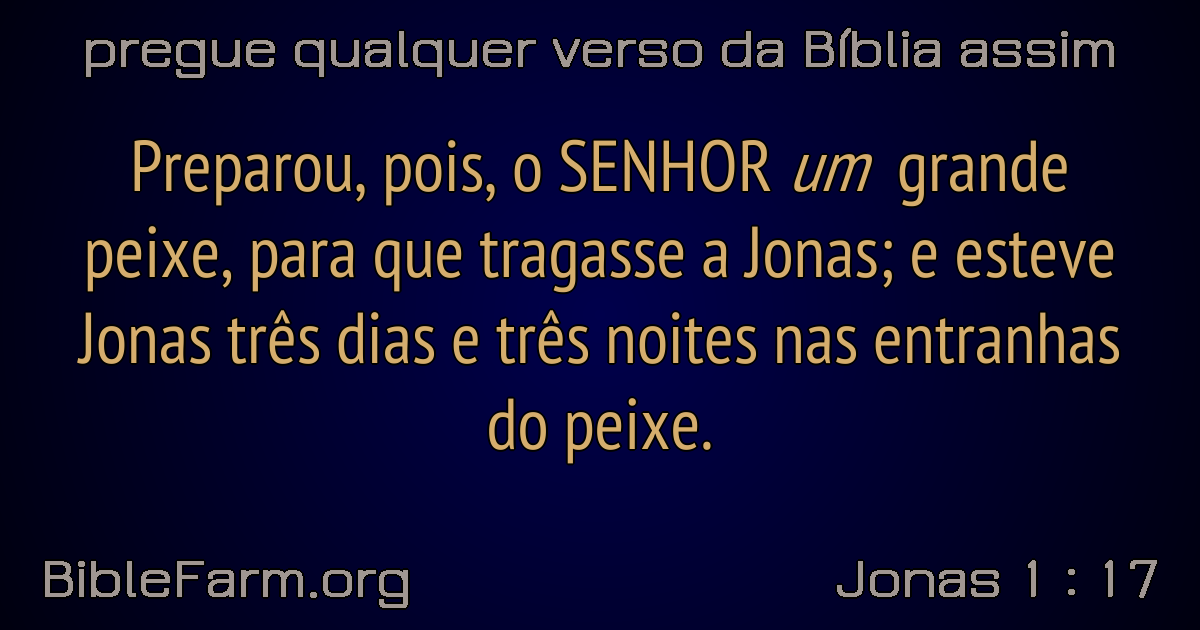 pregue qualquer verso da Bíblia assim
Preparou, pois, o SENHOR um grande
peixe, para que tragasse a Jonas; e esteve
Jonas três dias e três noites nas entranhas
do peixe.
BibleFarm.org
Jonas 1 : 17